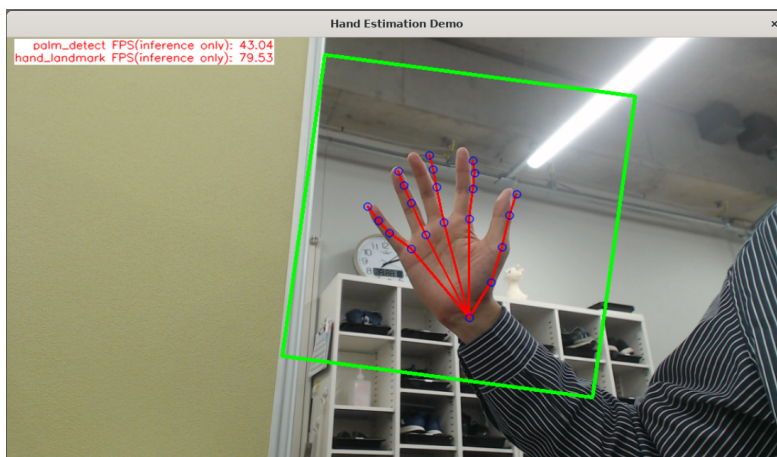 Hand Estimation Demo
×
palm_detect FPS(inference only): 43.04
hand_landmark FPS(inference only): 79.53